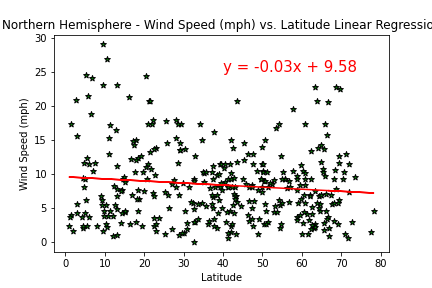 Northern Hemisphere - Wind Speed (mph) vs. Latitude Linear Regressio
y = -0.03x + 9.58
Wind Speed (mph)
30
25
20
15
10
5
0
0 10 20 30 40 50 60 70 80
Latitude